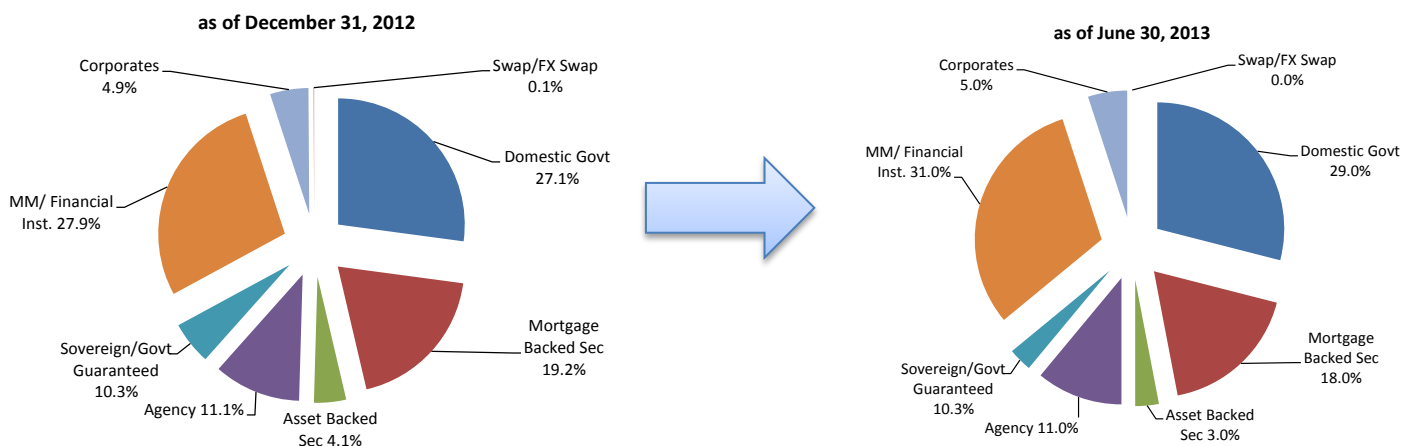 as of December 31, 2012
Corporates
4.9%
Swap/FX Swap
0.1%
Domestic Govt
27.1%
MM/ Financial
Inst. 27.9%
Mortgage
Backed Sec
19.2%
Sovereign/Govt
Guaranteed
10.3%
Agency 11.1%
Asset Backed
Sec 4.1%
as of June 30, 2013
Corporates
5.0%
Swap/FX Swap
0.0%
Domestic Govt
29.0%
MM/ Financial
Inst. 31.0%
Mortgage
Backed Sec
18.0%
Sovereign/Govt
Guaranteed
10.3%
Agency 11.0%
Asset Backed
Sec 3.0%